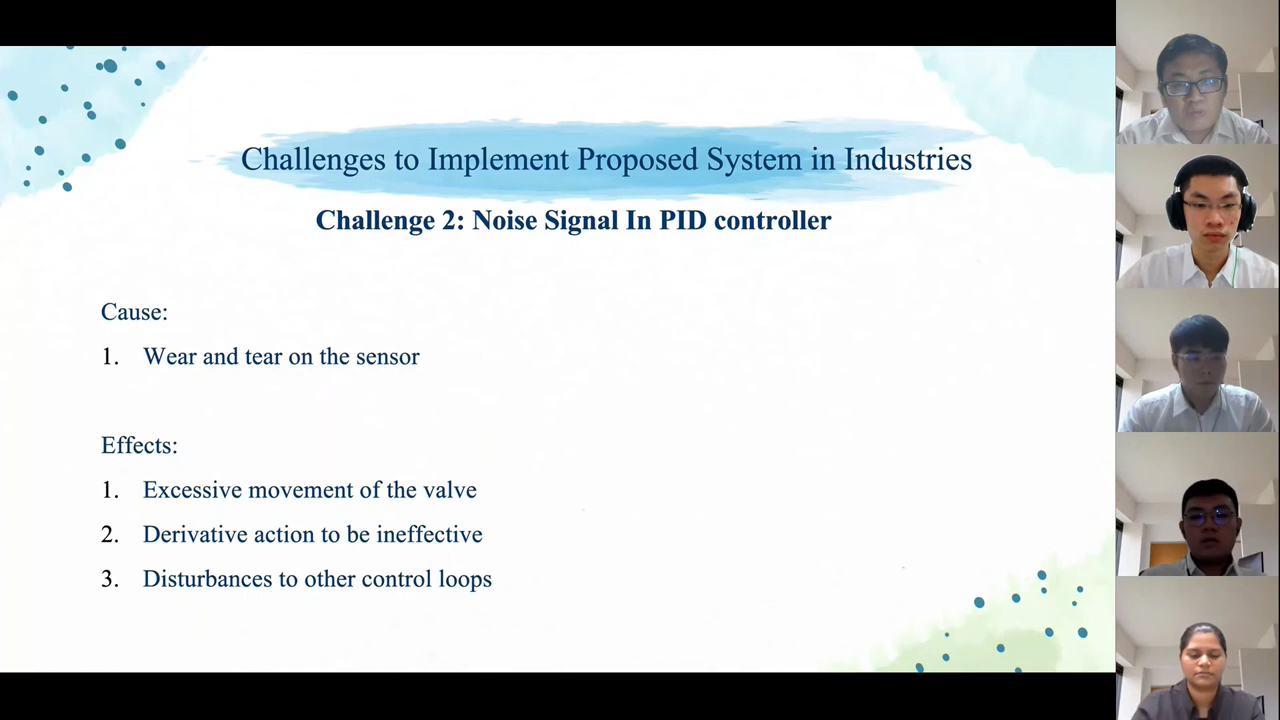 Challenges to Implement Proposed System in Industries
Challenge 2: Noise Signal In PID controller
Cause:
1. Wear and tear on the sensor
Effects:
1. Excessive movement of the valve
2. Derivative action to be ineffective
3. Disturbances to other control loops